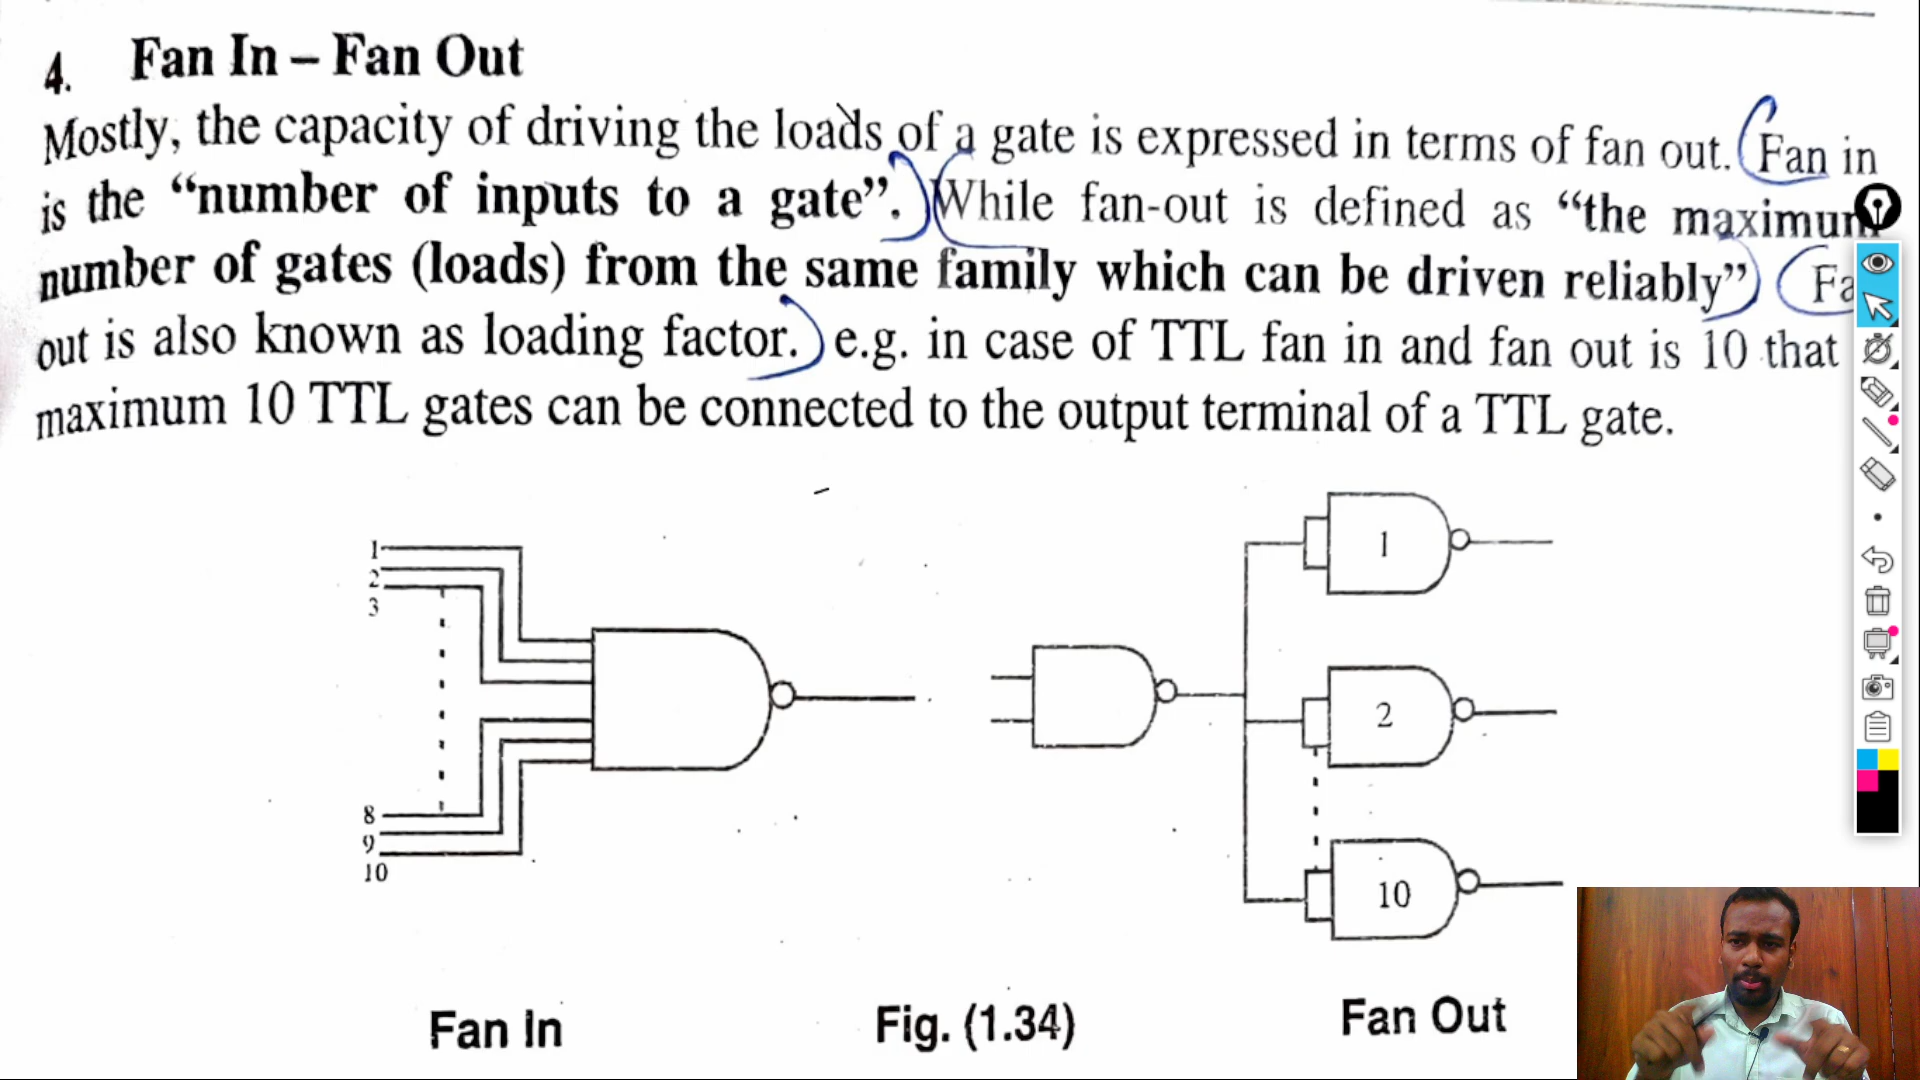 4. Fan In – Fan Out
Mostly, the capacity of driving the loads of a gate is expressed in terms of fan out. Fan in
is the “number of inputs to a gate”. While fan-out is defined as “the maximum
number of gates (loads) from the same family which can be driven reliably” Fa
out is also known as loading factor. e.g. in case of TTL fan in and fan out is 10 that
maximum 10 TTL gates can be connected to the output terminal of a TTL gate.
1
2
3
8
9
10
1
2
10
Fan In
Fig. (1.34)
Fan Out